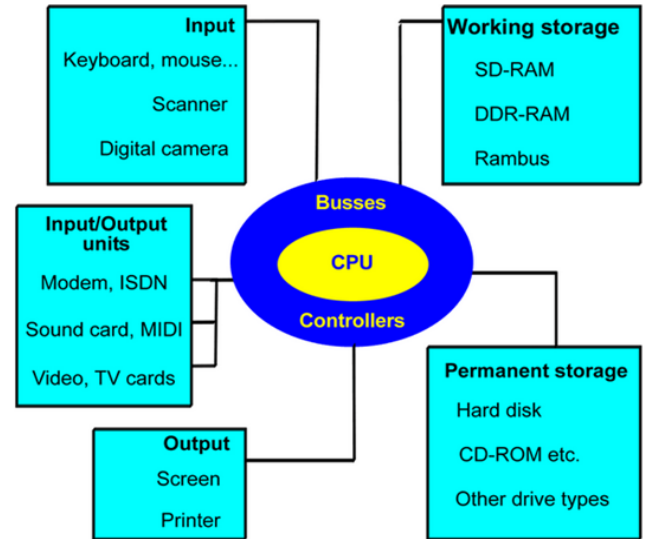 Input
Keyboard, mouse...
Scanner
Digital camera
Working storage
SD-RAM
DDR-RAM
Rambus
Busses
CPU
Controllers
Input/Output
units
Modem, ISDN
Sound card, MIDI
Video, TV cards
Permanent storage
Hard disk
CD-ROM etc.
Other drive types
Output
Screen
Printer